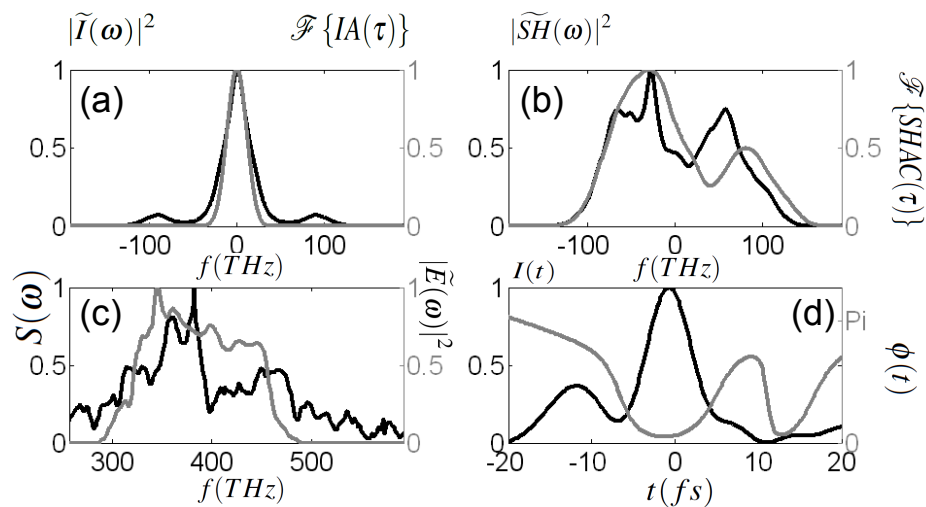 |Ĩ(ω)|² ℱ{IA(τ)}
(a)
1
0.5
0
1
0.5
0
-100 0 100
f(THz)
|S͠H(ω)|²
(b)
1
0.5
0
1
0.5
0
ℱ{SHAC(τ)}
-100 0 100
f(THz)
S(ω)
(c)
1
0.5
0
1
0.5
0
|Ẽ(ω)|²
300 400 500
f(THz)
I(t)
(d)
1
0.5
0
Pi
0
ϕ(t)
-20 -10 0 10 20
t(fs)